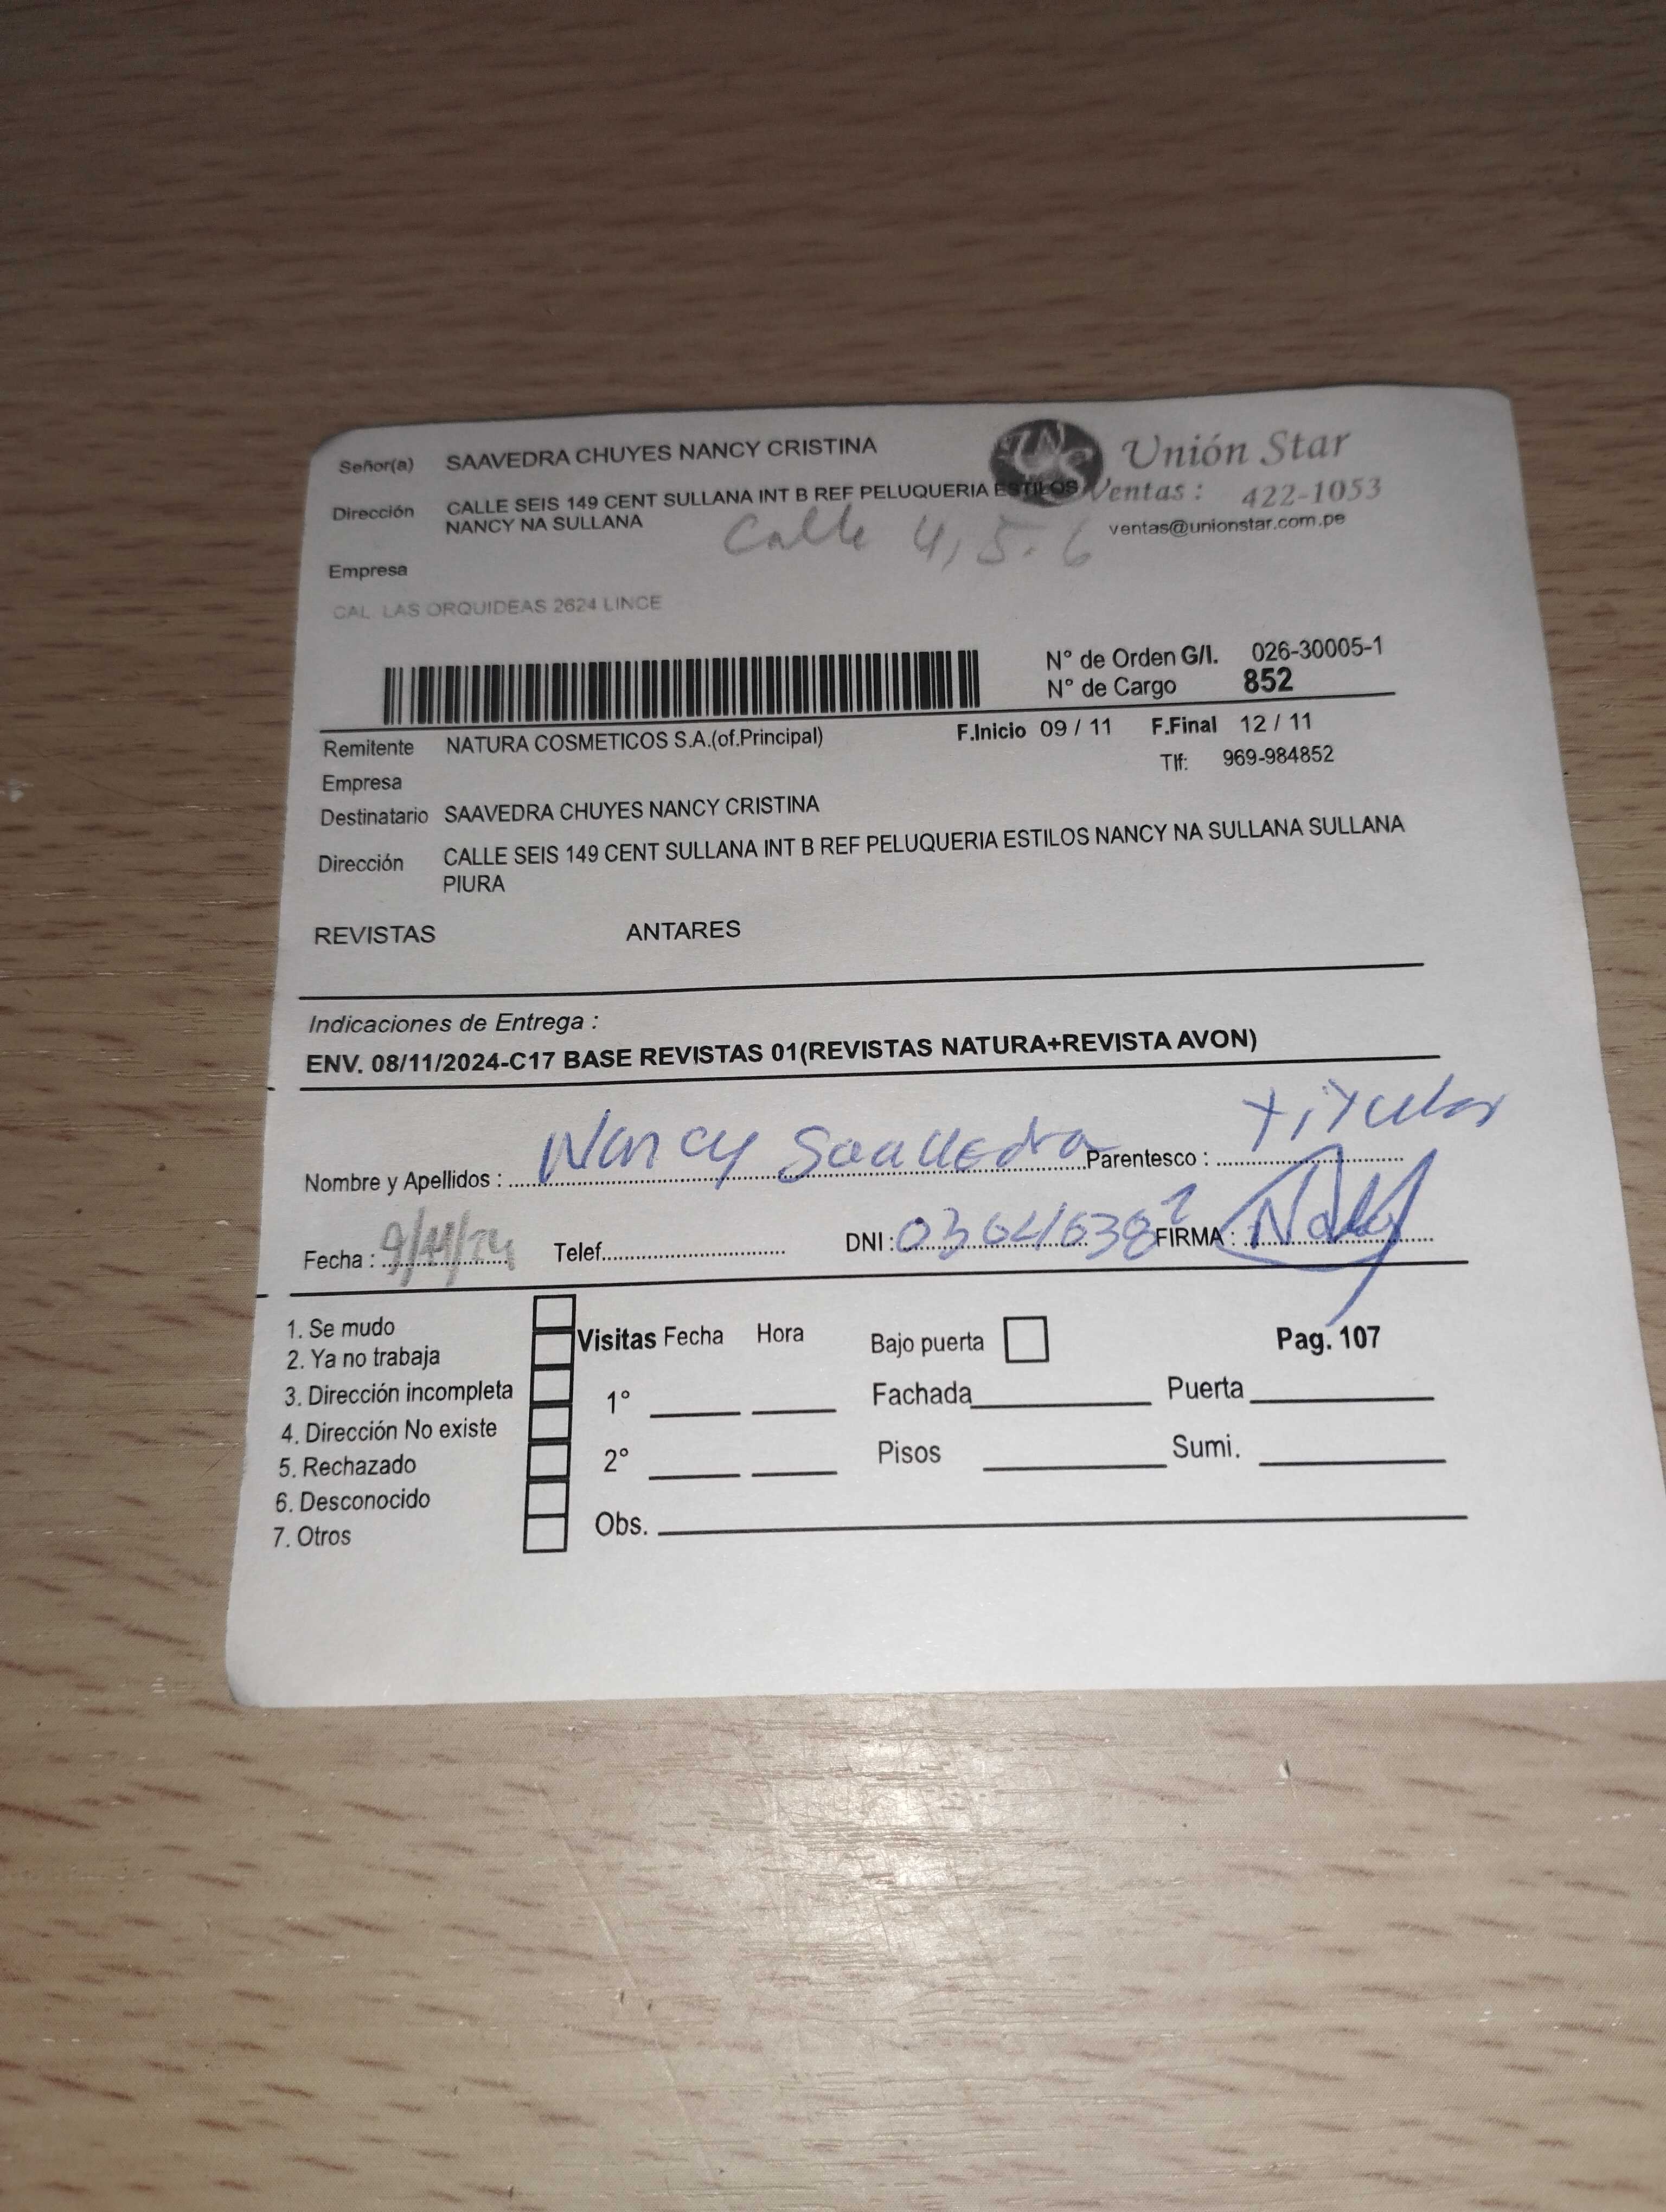 Señor(a) SAAVEDRA CHUYES NANCY CRISTINA
Unión Star
Dirección CALLE SEIS 149 CENT SULLANA INT B REF PELUQUERIA ESTILOS
NANCY NA SULLANA
Ventas : 422-1053
ventas@unionstar.com.pe
Calle 4, 5. 6
Empresa
CAL LAS ORQUIDEAS 2624 LINCE
N° de Orden G/I. 026-30005-1
N° de Cargo 852
Remitente NATURA COSMETICOS S.A.(of.Principal)
F.Inicio 09 / 11 F.Final 12 / 11
Empresa
Tlf: 969-984852
Destinatario SAAVEDRA CHUYES NANCY CRISTINA
Dirección CALLE SEIS 149 CENT SULLANA INT B REF PELUQUERIA ESTILOS NANCY NA SULLANA SULLANA
PIURA
REVISTAS ANTARES
Indicaciones de Entrega :
ENV. 08/11/2024-C17 BASE REVISTAS 01(REVISTAS NATURA+REVISTA AVON)
Nombre y Apellidos : Nancy Saavedra Parentesco : titular
Fecha : 9/11/24 Telef. DNI : FIRMA :
1. Se mudo
2. Ya no trabaja
3. Dirección incompleta
4. Dirección No existe
5. Rechazado
6. Desconocido
7. Otros
Visitas Fecha Hora
1°
2°
Obs.
Bajo puerta
Pag. 107
Fachada Puerta
Pisos Sumi.